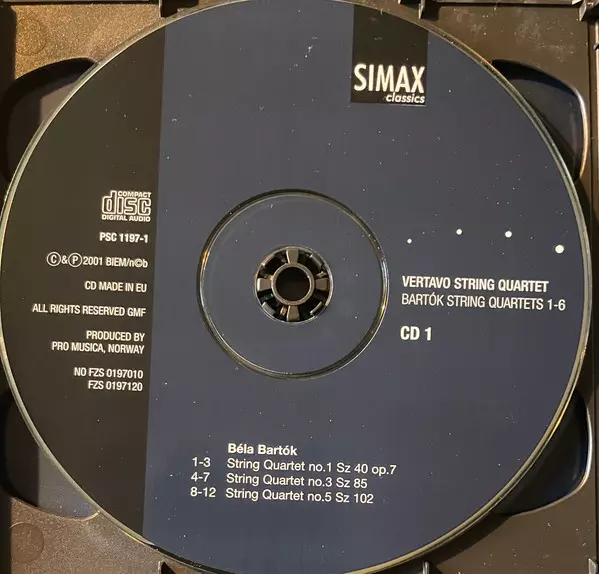 SIMAX
classics
COMPACT
disc
DIGITAL AUDIO
PSC 1197-1
©&℗2001 BIEM/n©b
CD MADE IN EU
ALL RIGHTS RESERVED GMF
PRODUCED BY
PRO MUSICA, NORWAY
NO FZS 0197010
FZS 0197120
VERTAVO STRING QUARTET
BARTÓK STRING QUARTETS 1-6
CD 1
Béla Bartók
1-3 String Quartet no.1 Sz 40 op.7
4-7 String Quartet no.3 Sz 85
8-12 String Quartet no.5 Sz 102